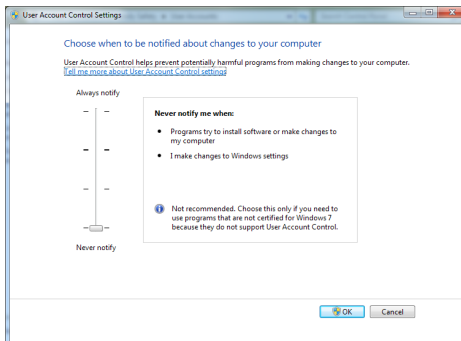 User Account Control Settings
Choose when to be notified about changes to your computer
User Account Control helps prevent potentially harmful programs from making changes to your computer.
Tell me more about User Account Control settings
Always notify
Never notify me when:
• Programs try to install software or make changes to
my computer
• I make changes to Windows settings
Not recommended. Choose this only if you need to
use programs that are not certified for Windows 7
because they do not support User Account Control.
Never notify
OK
Cancel